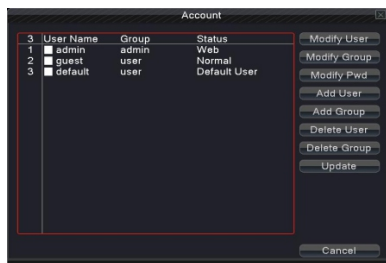 Account
3 User Name Group Status
1 admin admin Web
2 guest user Normal
3 default user Default User
Modify User
Modify Group
Modify Pwd
Add User
Add Group
Delete User
Delete Group
Update
Cancel